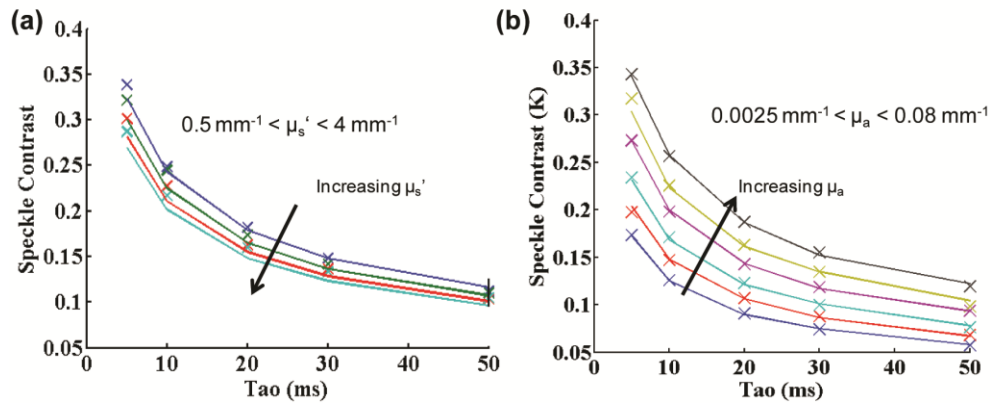 (a)
0.4
0.35
0.3
0.25
0.2
0.15
0.1
0.05
Speckle Contrast
0.5 mm⁻¹ < μₛ' < 4 mm⁻¹
Increasing μₛ'
0 10 20 30 40 50
Tao (ms)
(b)
0.4
0.35
0.3
0.25
0.2
0.15
0.1
0.05
Speckle Contrast (K)
0.0025 mm⁻¹ < μₐ < 0.08 mm⁻¹
Increasing μₐ
0 10 20 30 40 50
Tao (ms)